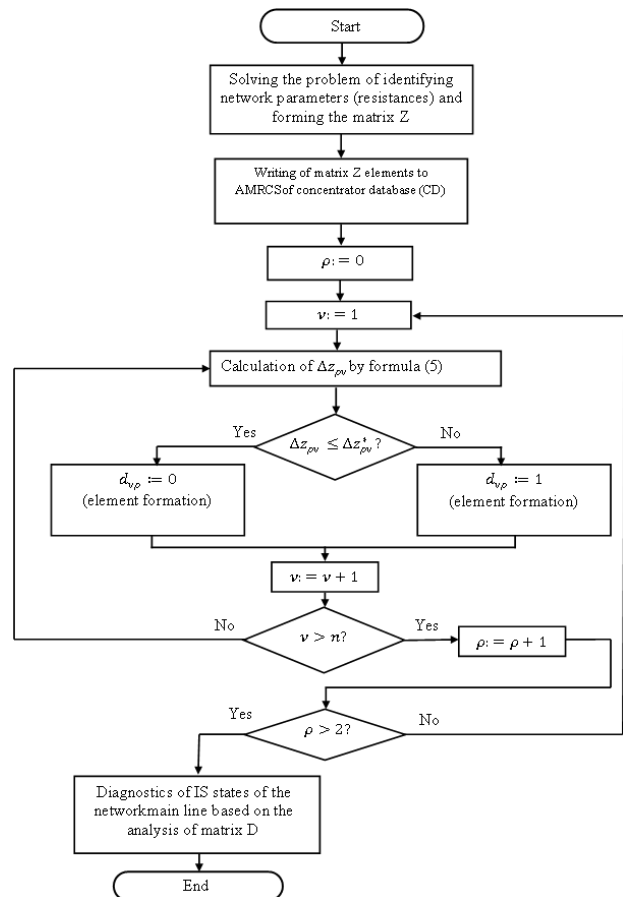 Start
Solving the problem of identifying
network parameters (resistances) and
forming the matrix Z
Writing of matrix Z elements to
AMRCSof concentrator database (CD)
ρ: = 0
ν: = 1
Calculation of Δz_ρν by formula (5)
Yes
Δz_ρν ≤ Δz*_ρν ?
No
d_νρ ≔ 0
(element formation)
d_νρ ≔ 1
(element formation)
ν: = ν + 1
No
ν > n?
Yes
ρ: = ρ + 1
Yes
ρ > 2?
No
Diagnostics of IS states of the
networkmain line based on the
analysis of matrix D
End